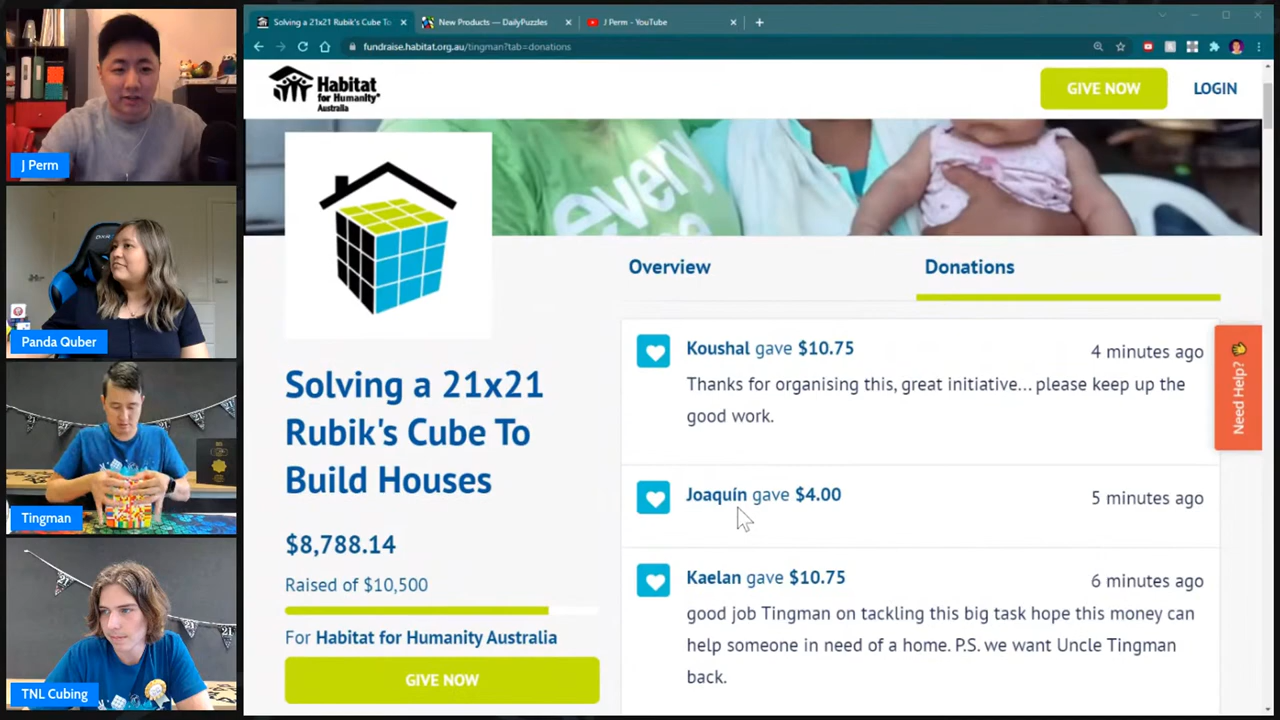 J Perm
Panda Quber
Tingman
TNL Cubing
Solving a 21x21 Rubik's Cube To
New Products — DailyPuzzles
J Perm - YouTube
fundraise.habitat.org.au/tingman?tab=donations
Habitat
for Humanity®
Australia
GIVE NOW
LOGIN
every
Overview
Donations
Solving a 21x21
Rubik's Cube To
Build Houses
$8,788.14
Raised of $10,500
For Habitat for Humanity Australia
GIVE NOW
Koushal gave $10.75
4 minutes ago
Thanks for organising this, great initiative... please keep up the
good work.
Joaquín gave $4.00
5 minutes ago
Kaelan gave $10.75
6 minutes ago
good job Tingman on tackling this big task hope this money can
help someone in need of a home. P.S. we want Uncle Tingman
back.
Need Help?
21
21